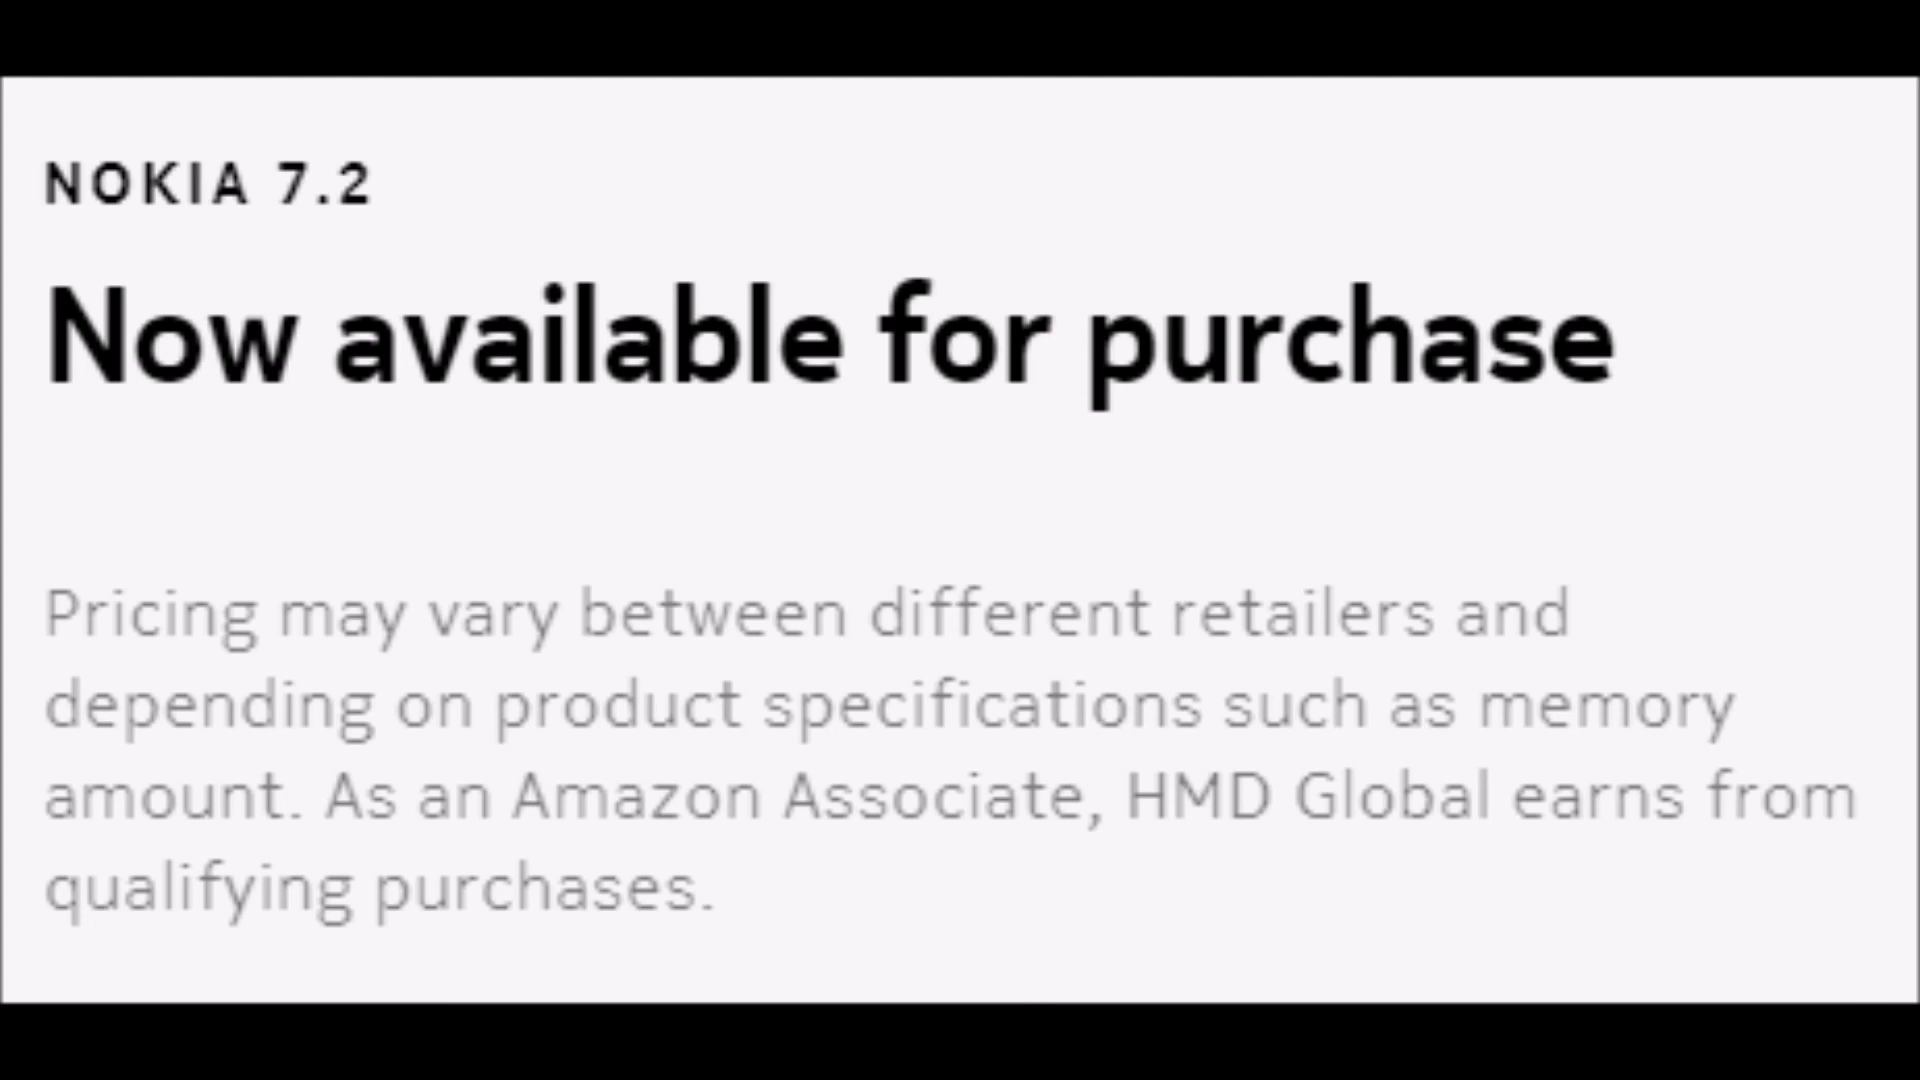 NOKIA 7.2
Now available for purchase
Pricing may vary between different retailers and
depending on product specifications such as memory
amount. As an Amazon Associate, HMD Global earns from
qualifying purchases.